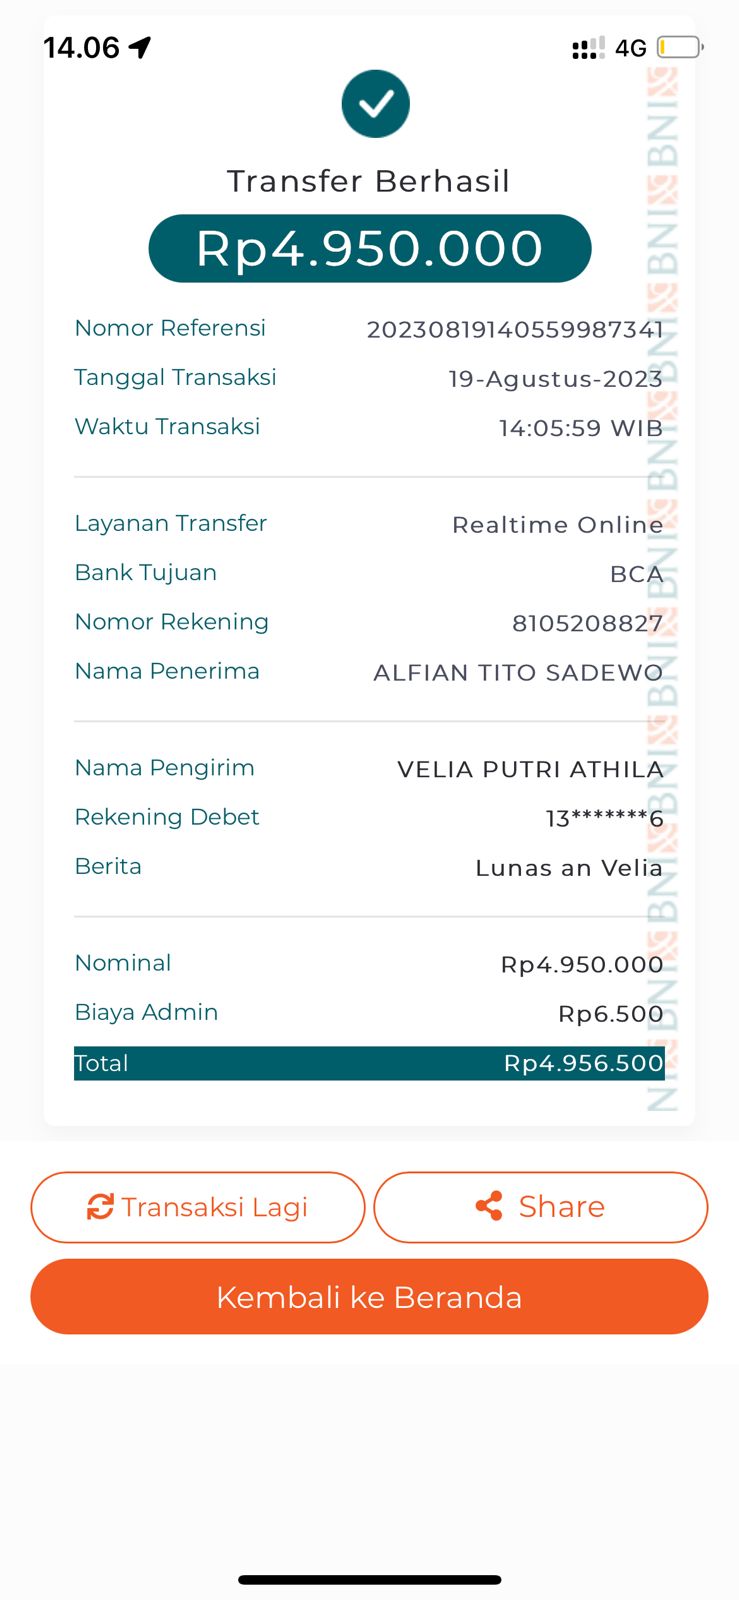 14.06
4G
Transfer Berhasil
Rp4.950.000
Nomor Referensi 20230819140559987341
Tanggal Transaksi 19-Agustus-2023
Waktu Transaksi 14:05:59 WIB
Layanan Transfer Realtime Online
Bank Tujuan BCA
Nomor Rekening 8105208827
Nama Penerima ALFIAN TITO SADEWO
Nama Pengirim VELIA PUTRI ATHILA
Rekening Debet 13*******6
Berita Lunas an Velia
Nominal Rp4.950.000
Biaya Admin Rp6.500
Total Rp4.956.500
BNI BNI BNI BNI BNI BNI BNI BNI BNI NI
Transaksi Lagi
Share
Kembali ke Beranda